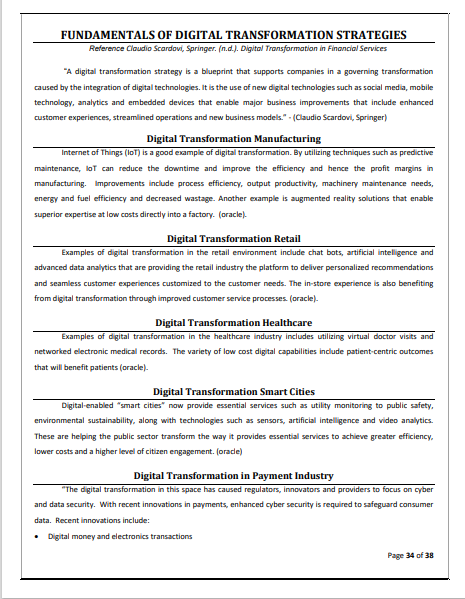 FUNDAMENTALS OF DIGITAL TRANSFORMATION STRATEGIES
Reference Claudio Scardovi, Springer. (n.d.). Digital Transformation in Financial Services
"A digital transformation strategy is a blueprint that supports companies in a governing transformation
caused by the integration of digital technologies. It is the use of new digital technologies such as social media, mobile
technology, analytics and embedded devices that enable major business improvements that include enhanced
customer experiences, streamlined operations and new business models." - (Claudio Scardovi, Springer)
Digital Transformation Manufacturing
Internet of Things (IoT) is a good example of digital transformation. By utilizing techniques such as predictive
maintenance, IoT can reduce the downtime and improve the efficiency and hence the profit margins in
manufacturing. Improvements include process efficiency, output productivity, machinery maintenance needs,
energy and fuel efficiency and decreased wastage. Another example is augmented reality solutions that enable
superior expertise at low costs directly into a factory. (oracle).
Digital Transformation Retail
Examples of digital transformation in the retail environment include chat bots, artificial intelligence and
advanced data analytics that are providing the retail industry the platform to deliver personalized recommendations
and seamless customer experiences customized to the customer needs. The in-store experience is also benefiting
from digital transformation through improved customer service processes. (oracle).
Digital Transformation Healthcare
Examples of digital transformation in the healthcare industry includes utilizing virtual doctor visits and
networked electronic medical records. The variety of low cost digital capabilities include patient-centric outcomes
that will benefit patients (oracle).
Digital Transformation Smart Cities
Digital-enabled "smart cities" now provide essential services such as utility monitoring to public safety,
environmental sustainability, along with technologies such as sensors, artificial intelligence and video analytics.
These are helping the public sector transform the way it provides essential services to achieve greater efficiency,
lower costs and a higher level of citizen engagement. (oracle)
Digital Transformation in Payment Industry
"The digital transformation in this space has caused regulators, innovators and providers to focus on cyber
and data security. With recent innovations in payments, enhanced cyber security is required to safeguard consumer
data. Recent innovations include:
• Digital money and electronics transactions
Page 34 of 38